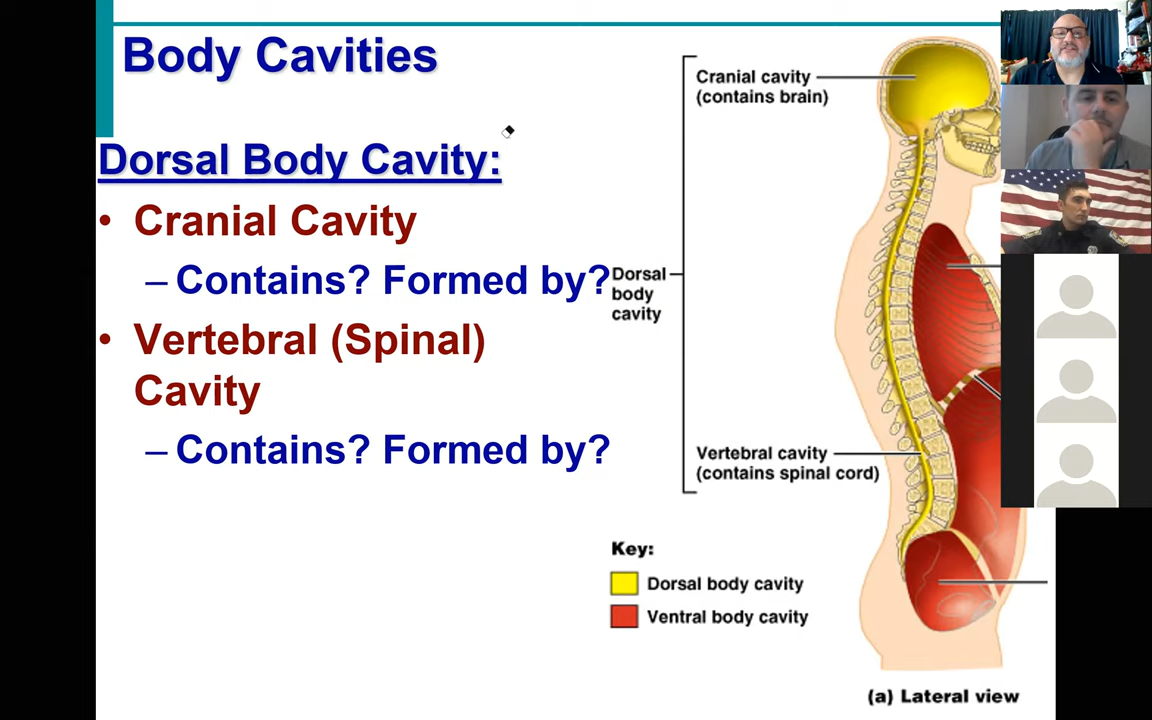 Body Cavities
Dorsal Body Cavity:
• Cranial Cavity
– Contains? Formed by?
• Vertebral (Spinal)
Cavity
– Contains? Formed by?
Cranial cavity
(contains brain)
Dorsal
body
cavity
Vertebral cavity
(contains spinal cord)
Key:
Dorsal body cavity
Ventral body cavity
(a) Lateral view